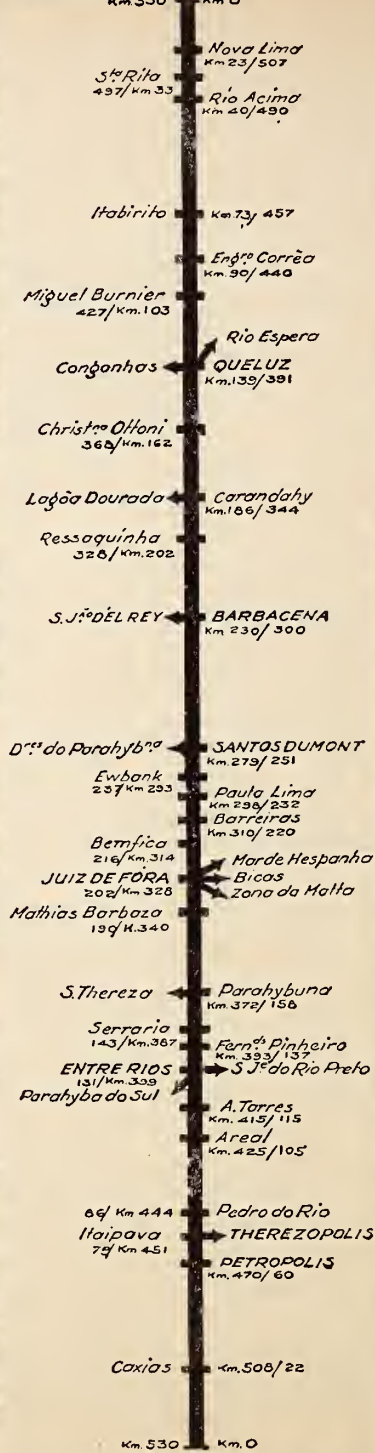 Km.530 Km 0
Nova Lima
Km 23/507
Sta Rita
497/Km 33
Rio Acima
Km 40/490
Itabirito Km.73/457
Engro Corrêa
Km.90/440
Miguel Burnier
427/Km.103
Rio Espera
Congonhas QUELUZ
Km.139/391
Christno Ottoni
368/Km.162
Lagôa Dourada Carandahy
Km.186/344
Ressaquinha
328/Km.202
S.Jão DEL REY BARBACENA
Km 230/300
Dres do Parahybna SANTOS DUMONT
Km.279/251
Ewbank
237/Km 293
Paula Lima
Km 298/232
Barreiras
Km 310/220
Bemfica
216/Km.314
Mar de Hespanha
JUIZ DE FÓRA Bicas
202/Km 328
Zona da Matta
Mathias Barboza
190/K.340
S.Thereza Parahybuna
Km.372/158
Serraria
143/Km.387
Fernds Pinheiro
Km.393/137
ENTRE RIOS S Je do Rio Preto
131/Km.399
Parahyba do Sul
A.Torres
Km.415/115
Areal
Km.425/105
86/Km 444 Pedro do Rio
Itaipava THEREZOPOLIS
79/Km 451
PETROPOLIS
Km.470/60
Caxias Km.508/22
Km.530 Km.0